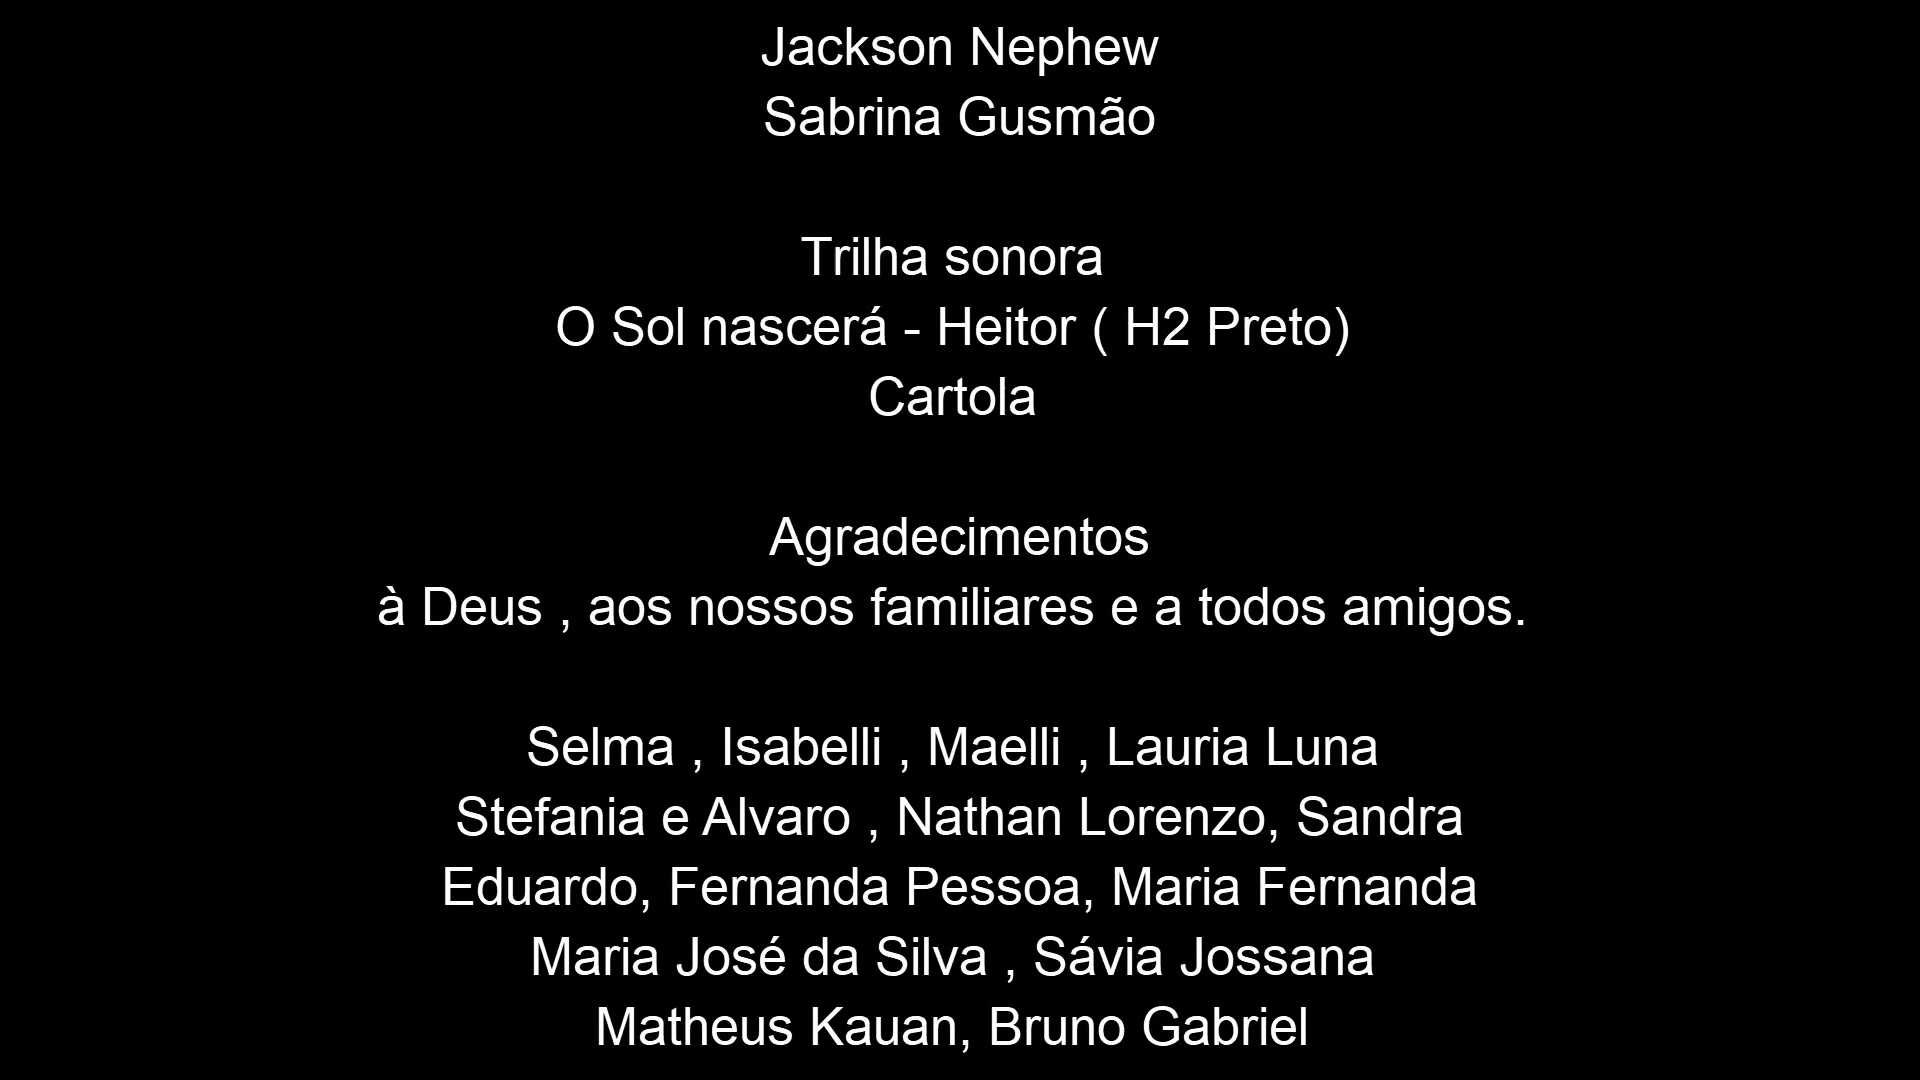 Jackson Nephew
Sabrina Gusmão
Trilha sonora
O Sol nascerá - Heitor ( H2 Preto)
Cartola
Agradecimentos
à Deus , aos nossos familiares e a todos amigos.
Selma , Isabelli , Maelli , Lauria Luna
Stefania e Alvaro , Nathan Lorenzo, Sandra
Eduardo, Fernanda Pessoa, Maria Fernanda
Maria José da Silva , Sávia Jossana
Matheus Kauan, Bruno Gabriel